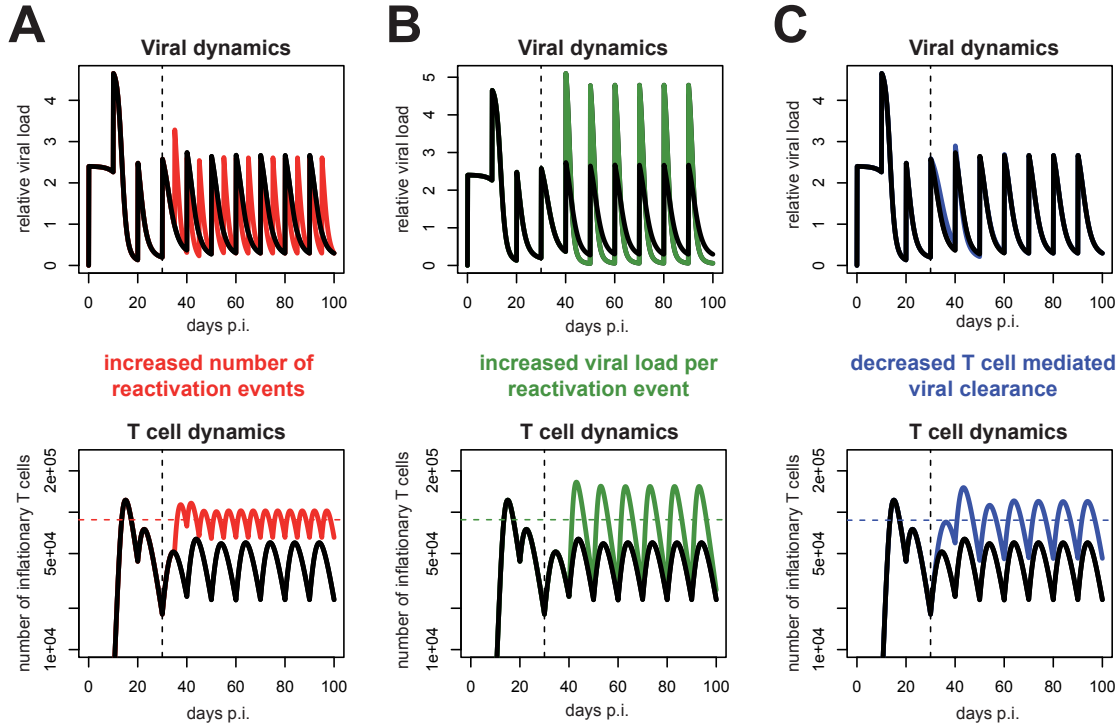 A
Viral dynamics
relative viral load
0 1 2 3 4
0 20 40 60 80 100
days p.i.
increased number of
reactivation events
T cell dynamics
number of inflationary T cells
1e+04 5e+04 2e+05
0 20 40 60 80 100
days p.i.
B
Viral dynamics
relative viral load
0 1 2 3 4 5
0 20 40 60 80 100
days p.i.
increased viral load per
reactivation event
T cell dynamics
number of inflationary T cells
1e+04 5e+04 2e+05
0 20 40 60 80 100
days p.i.
C
Viral dynamics
relative viral load
0 1 2 3 4
0 20 40 60 80 100
days p.i.
decreased T cell mediated
viral clearance
T cell dynamics
number of inflationary T cells
1e+04 5e+04 2e+05
0 20 40 60 80 100
days p.i.